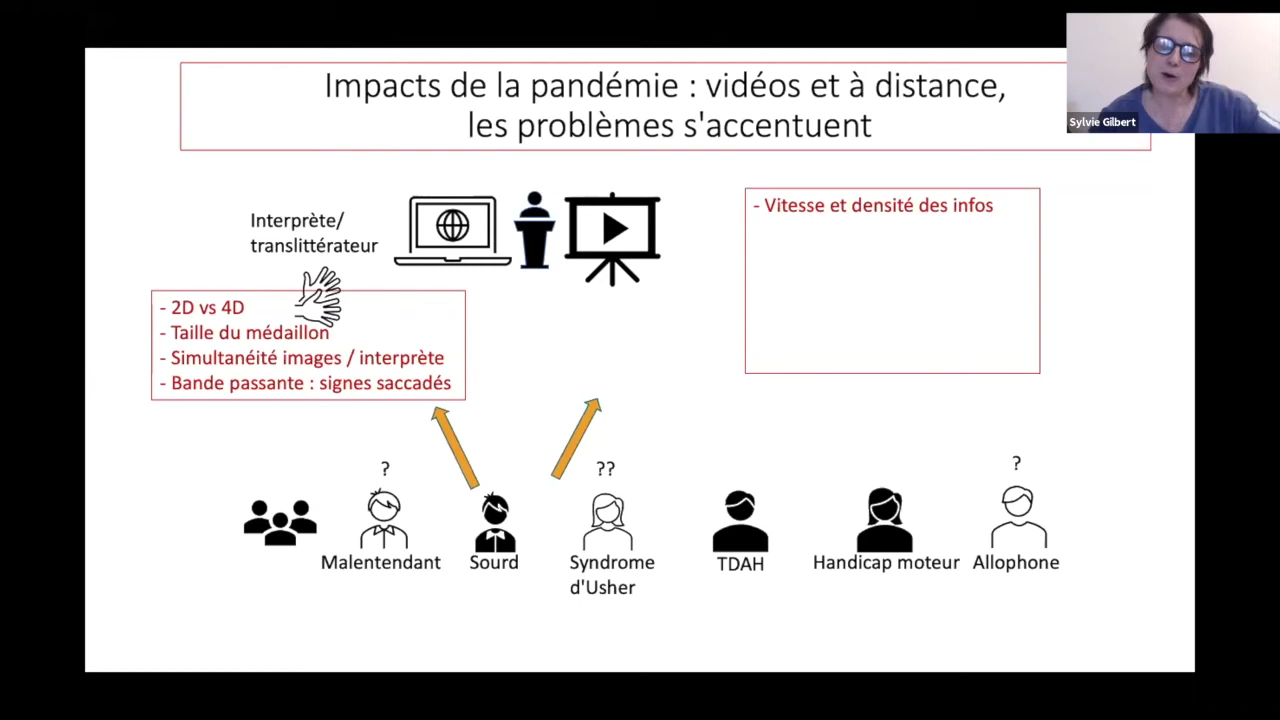 Impacts de la pandémie : vidéos et à distance,
les problèmes s'accentuent
Sylvie Gilbert
Interprète/
translittérateur
- Vitesse et densité des infos
- 2D vs 4D
- Taille du médaillon
- Simultanéité images / interprète
- Bande passante : signes saccadés
?
??
?
Malentendant
Sourd
Syndrome
d'Usher
TDAH
Handicap moteur
Allophone